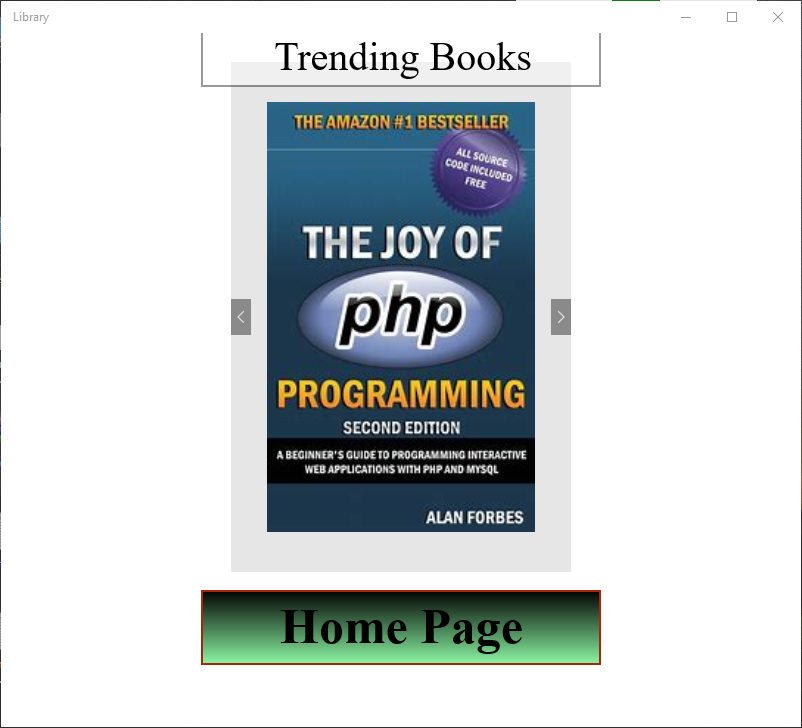 Library
Trending Books
THE AMAZON #1 BESTSELLER
ALL SOURCE
CODE INCLUDED
FREE
THE JOY OF
php
PROGRAMMING
SECOND EDITION
A BEGINNER'S GUIDE TO PROGRAMMING INTERACTIVE
WEB APPLICATIONS WITH PHP AND MYSQL
ALAN FORBES
Home Page